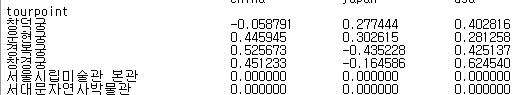 china japan usa
tourpoint
창덕궁 -0.058791 0.277444 0.402816
운현궁 0.445945 0.302615 0.281258
경복궁 0.525673 -0.435228 0.425137
창경궁 0.451233 -0.164586 0.624540
서울시립미술관 본관 0.000000 0.000000 0.000000
서대문자연사박물관 0.000000 0.000000 0.000000